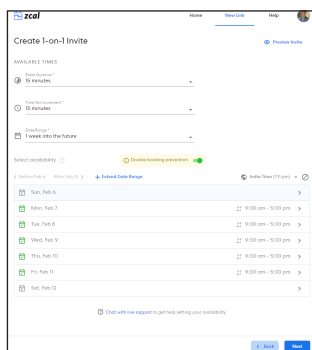 zcal
Home New Link Help
Create 1-on-1 Invite
Preview Invite
AVAILABLE TIMES
Event Duration *
15 minutes
Time Slot Increment *
15 minutes
Date Range *
1 week into the future
Select availability
Double booking prevention
Before Feb 6 After Feb 12 + Extend Date Range
India Time
Sun, Feb 6
Mon, Feb 7 9:00 am - 5:00 pm
Tue, Feb 8 9:00 am - 5:00 pm
Wed, Feb 9 9:00 am - 5:00 pm
Thu, Feb 10 9:00 am - 5:00 pm
Fri, Feb 11 9:00 am - 5:00 pm
Sat, Feb 12
Chat with live support to get help setting your availability
< Back Next